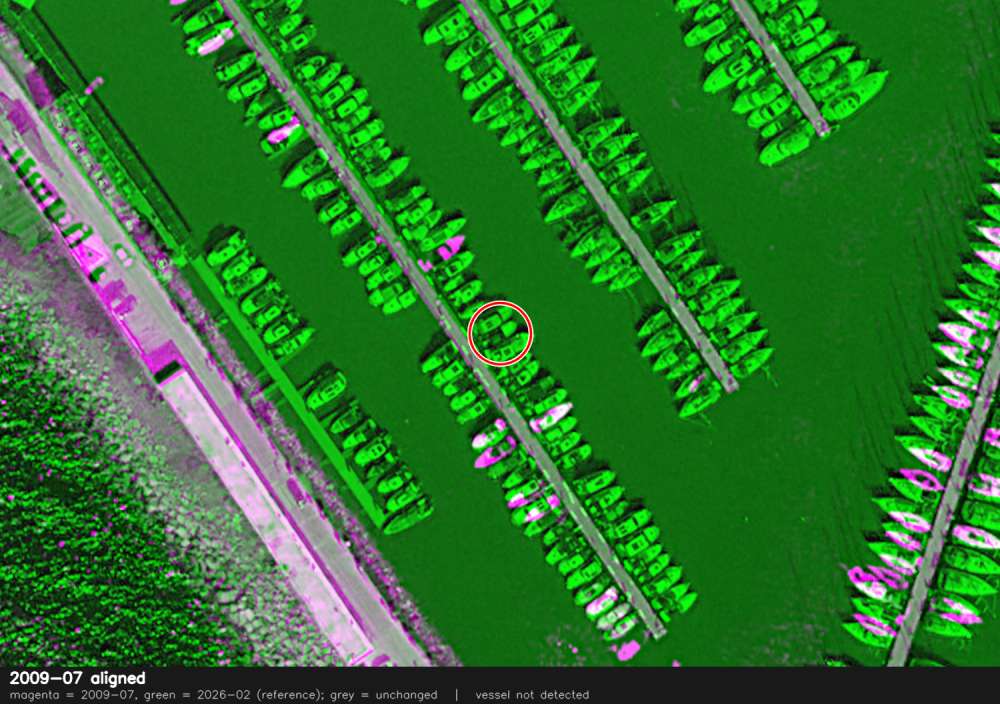 2009-07 aligned
magenta = 2009-07, green = 2026-02 (reference); grey = unchanged | vessel not detected